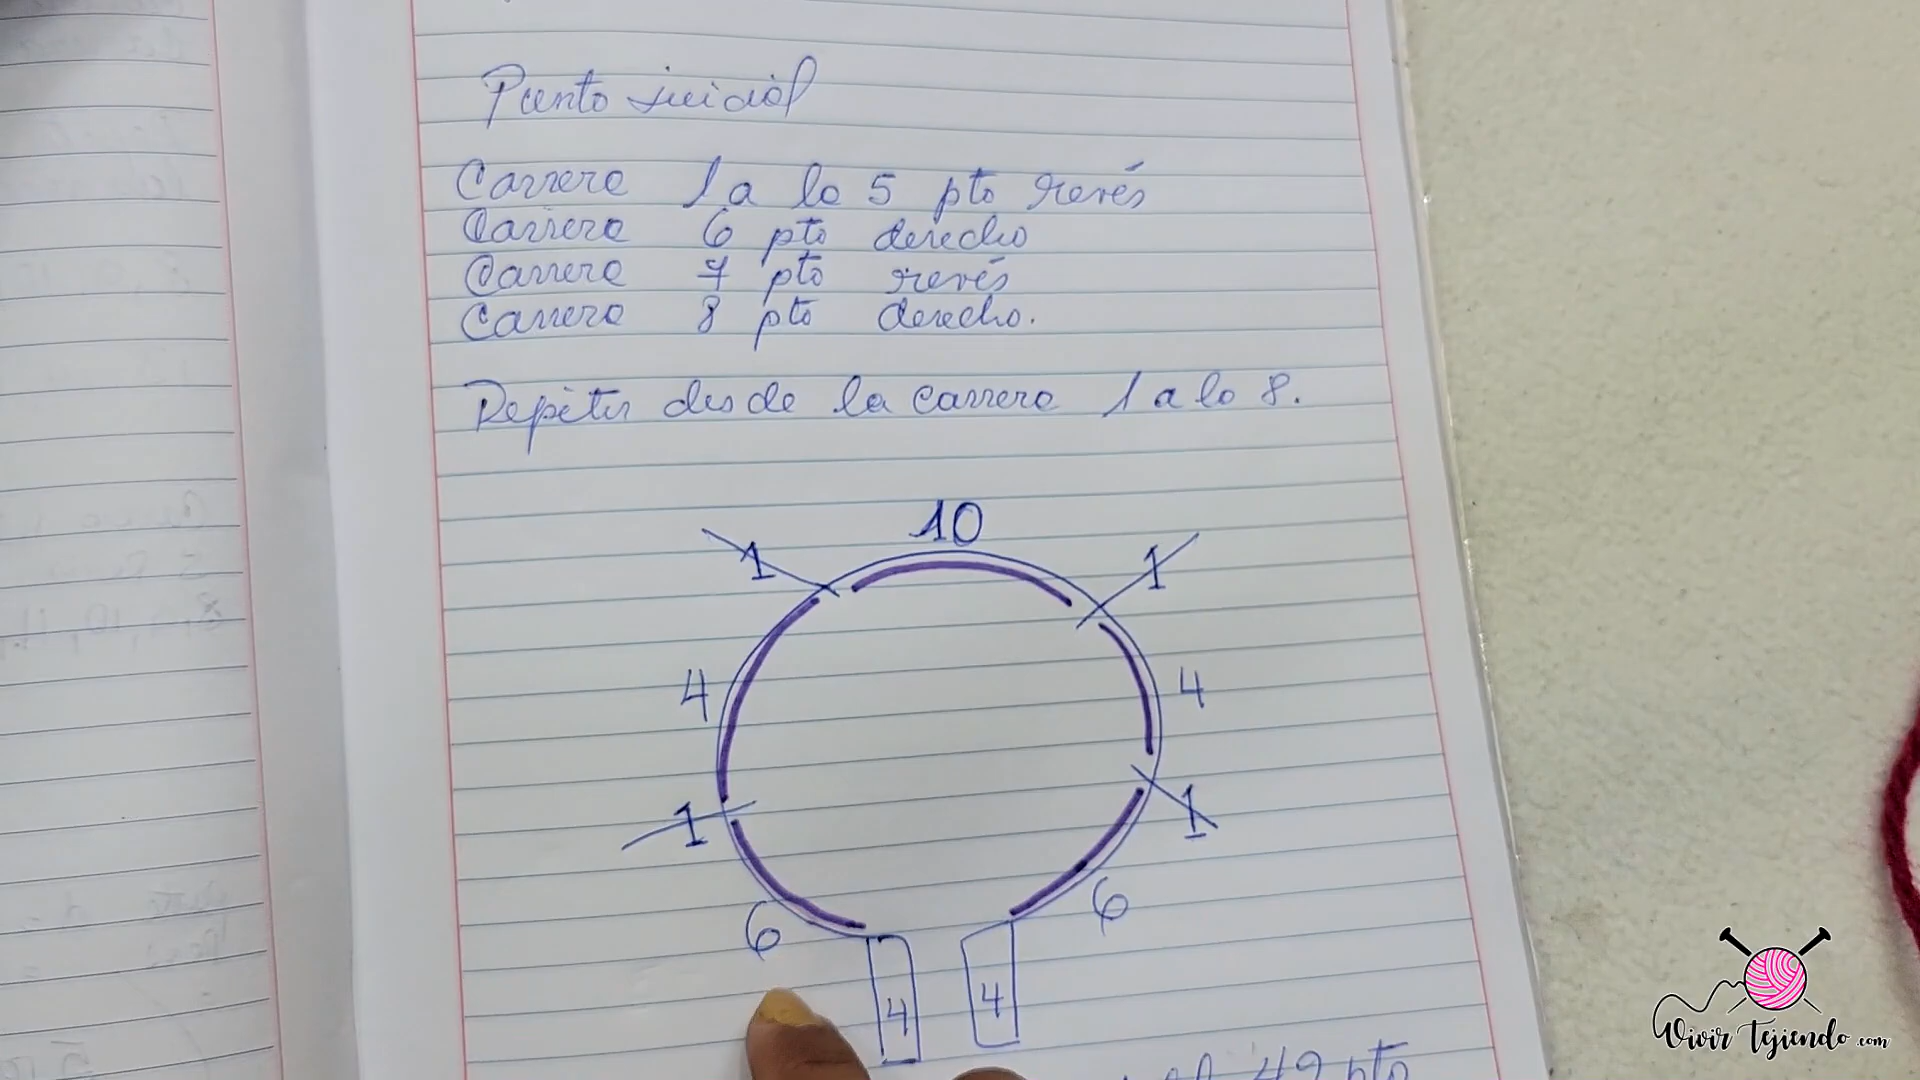 Punto inicial
Carrera 1 a la 5 pto revés
Carrera 6 pto derecho
Carrera 7 pto revés
Carrera 8 pto derecho.
Repetir desde la carrera 1 a la 8.
10
1 1
4 4
1 1
6 6
4 4
49 pto
Vivir Tejiendo.com